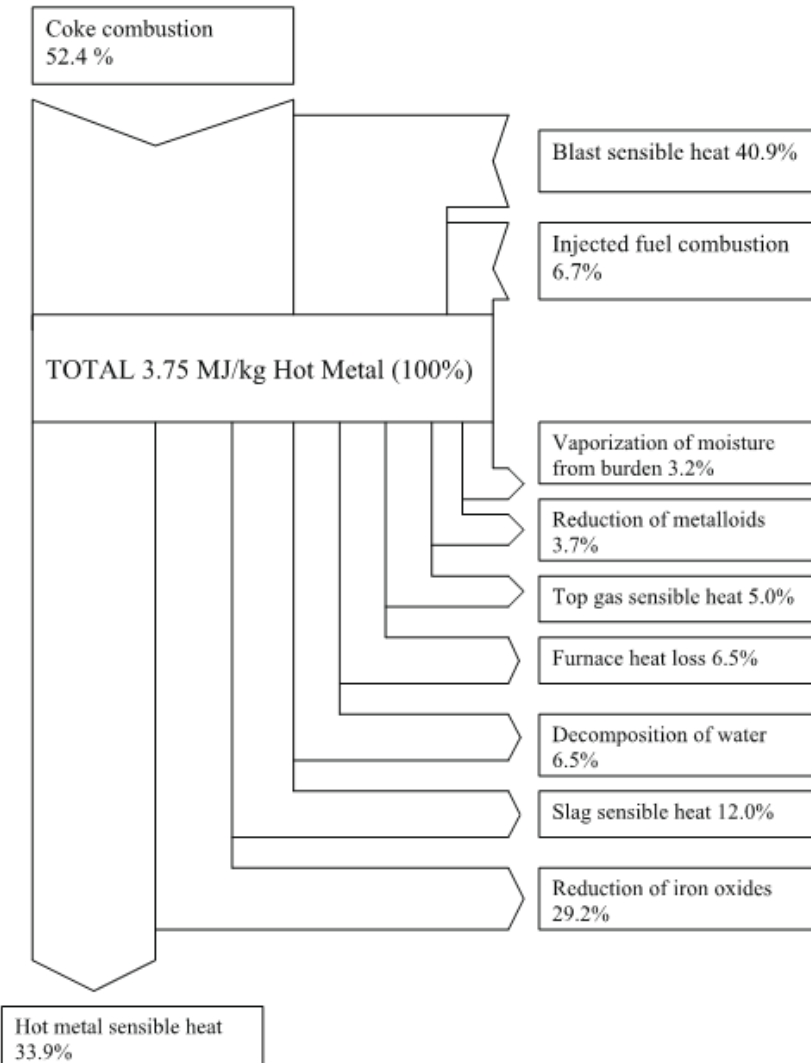 Coke combustion
52.4 %
Blast sensible heat 40.9%
Injected fuel combustion
6.7%
TOTAL 3.75 MJ/kg Hot Metal (100%)
Vaporization of moisture
from burden 3.2%
Reduction of metalloids
3.7%
Top gas sensible heat 5.0%
Furnace heat loss 6.5%
Decomposition of water
6.5%
Slag sensible heat 12.0%
Reduction of iron oxides
29.2%
Hot metal sensible heat
33.9%